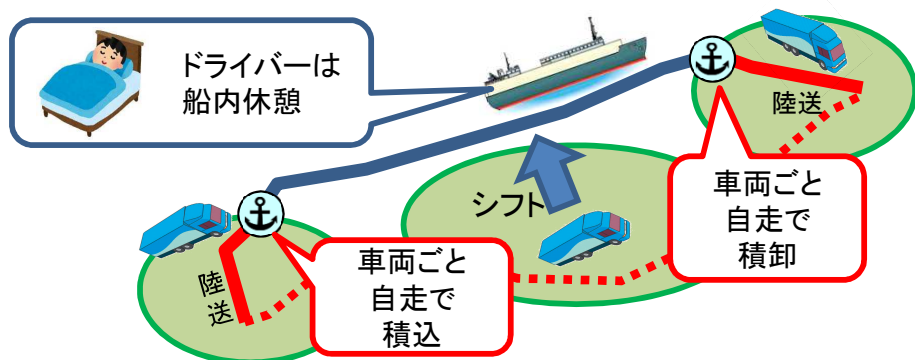 ドライバーは
船内休憩
陸送
シフト
車両ごと
自走で
積卸
陸送
車両ごと
自走で
積込